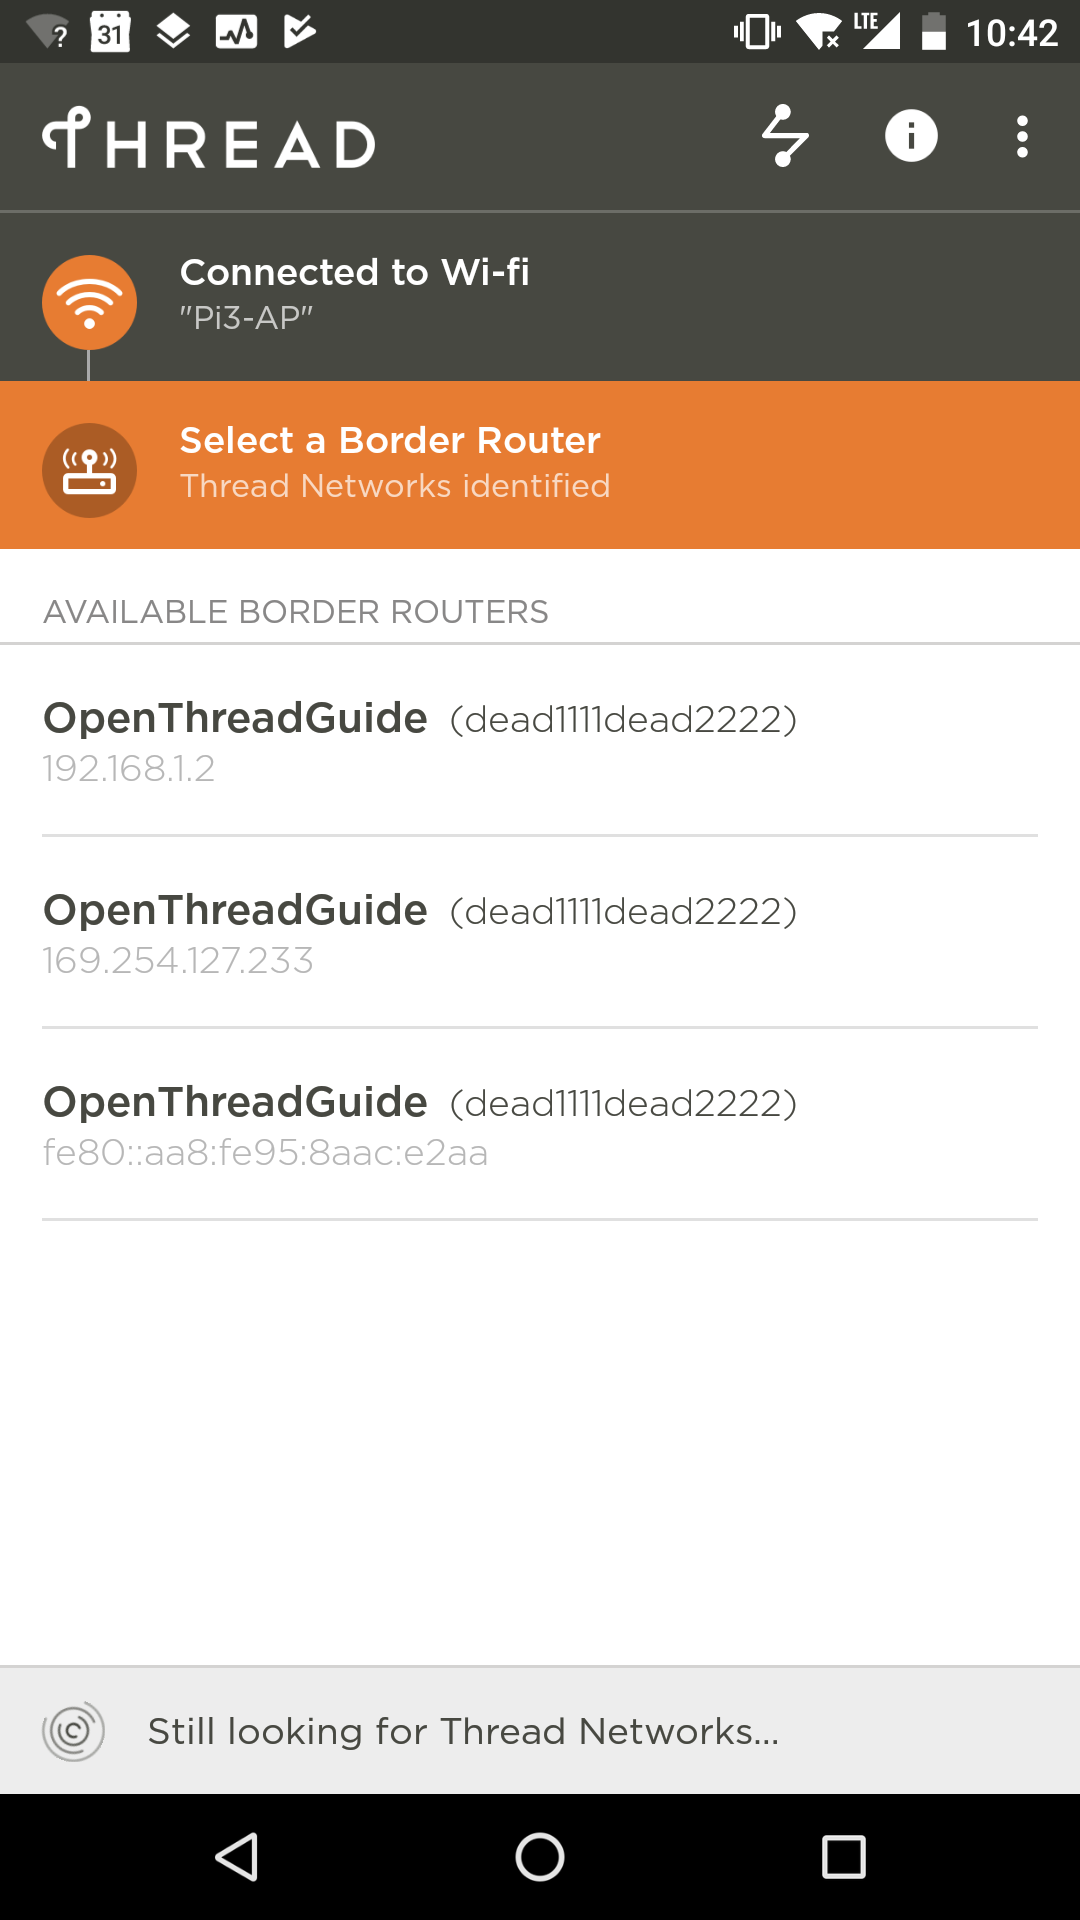 31
LTE
10:42
THREAD
Connected to Wi-fi
"Pi3-AP"
Select a Border Router
Thread Networks identified
AVAILABLE BORDER ROUTERS
OpenThreadGuide (dead1111dead2222)
192.168.1.2
OpenThreadGuide (dead1111dead2222)
169.254.127.233
OpenThreadGuide (dead1111dead2222)
fe80::aa8:fe95:8aac:e2aa
Still looking for Thread Networks...